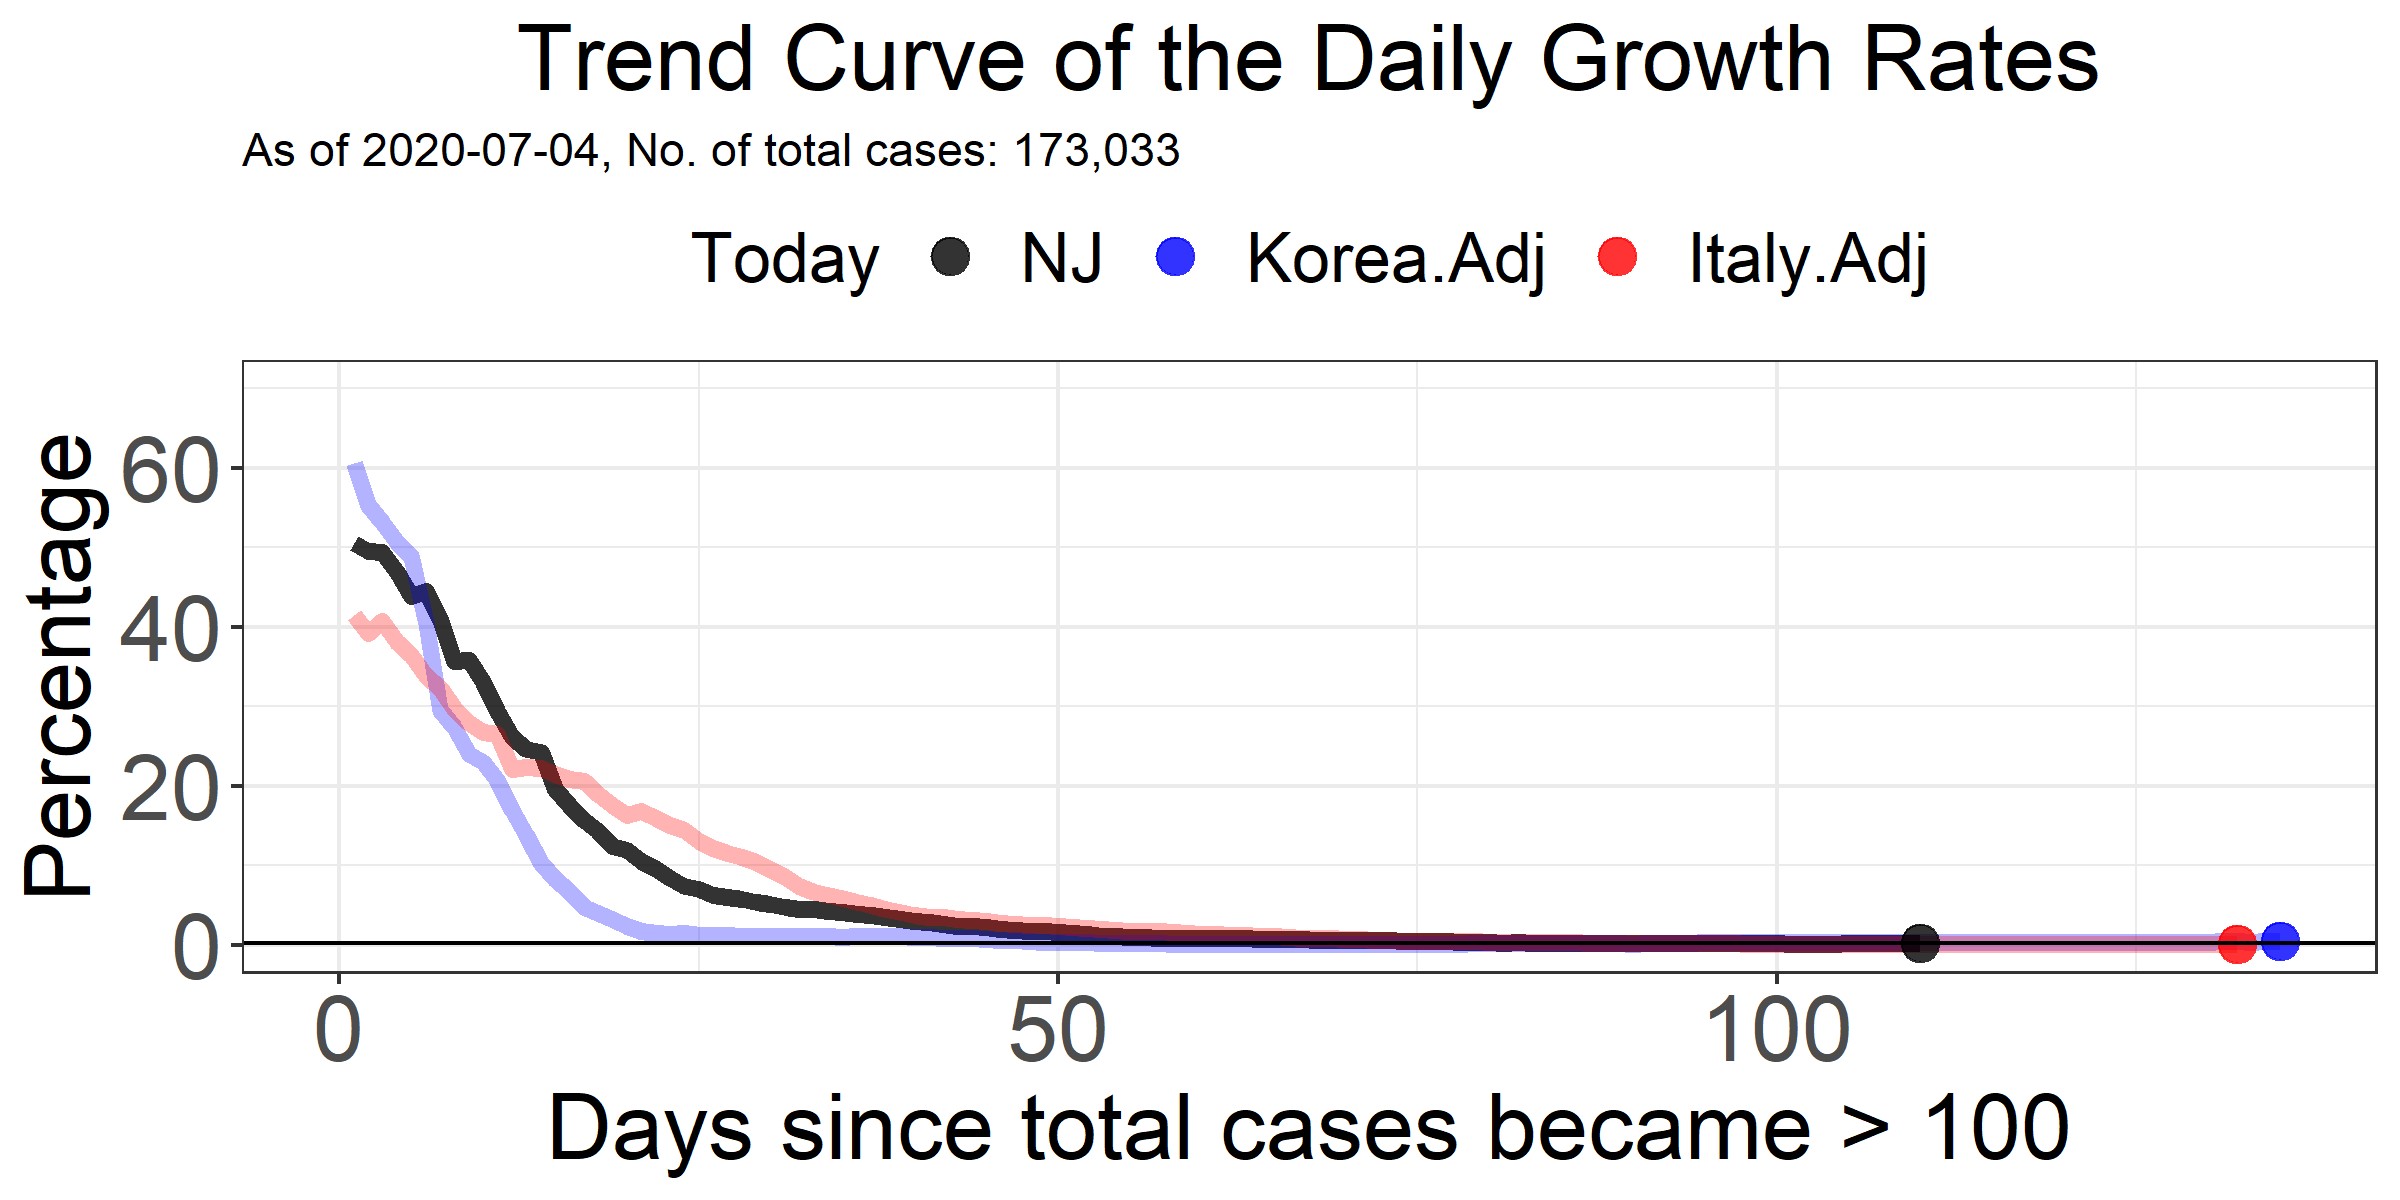 Trend Curve of the Daily Growth Rates
As of 2020-07-04, No. of total cases: 173,033
Today NJ Korea.Adj Italy.Adj
Percentage
60
40
20
0
0 50 100
Days since total cases became > 100